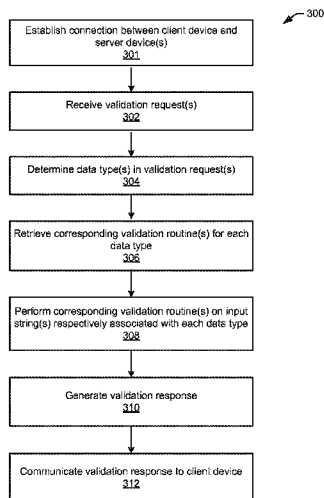 300
Establish connection between client device and
server device(s)
301
Receive validation request(s)
302
Determine data type(s) in validation request(s)
304
Retrieve corresponding validation routine(s) for each
data type
306
Perform corresponding validation routine(s) on input
string(s) respectively associated with each data type
308
Generate validation response
310
Communicate validation response to client device
312